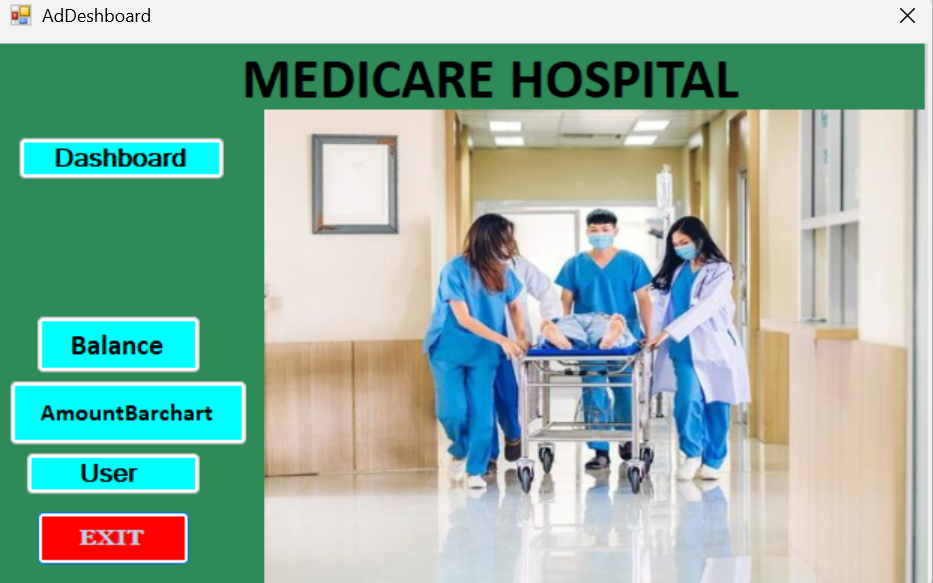 AdDeshboard
MEDICARE HOSPITAL
Dashboard
Balance
AmountBarchart
User
EXIT